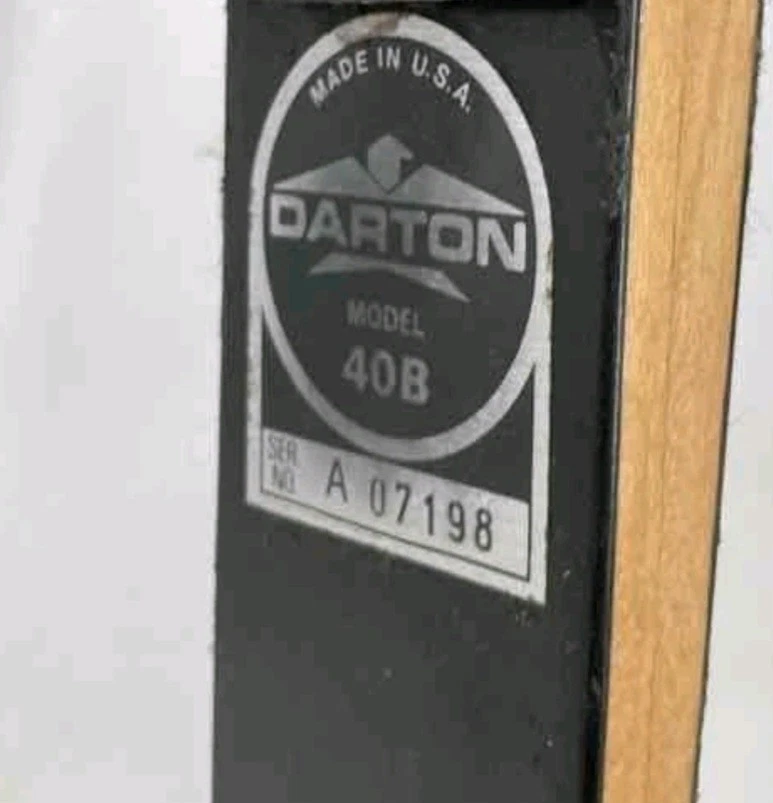 MADE IN U.S.A.
DARTON
MODEL
40B
SER.
NO.
A 07198